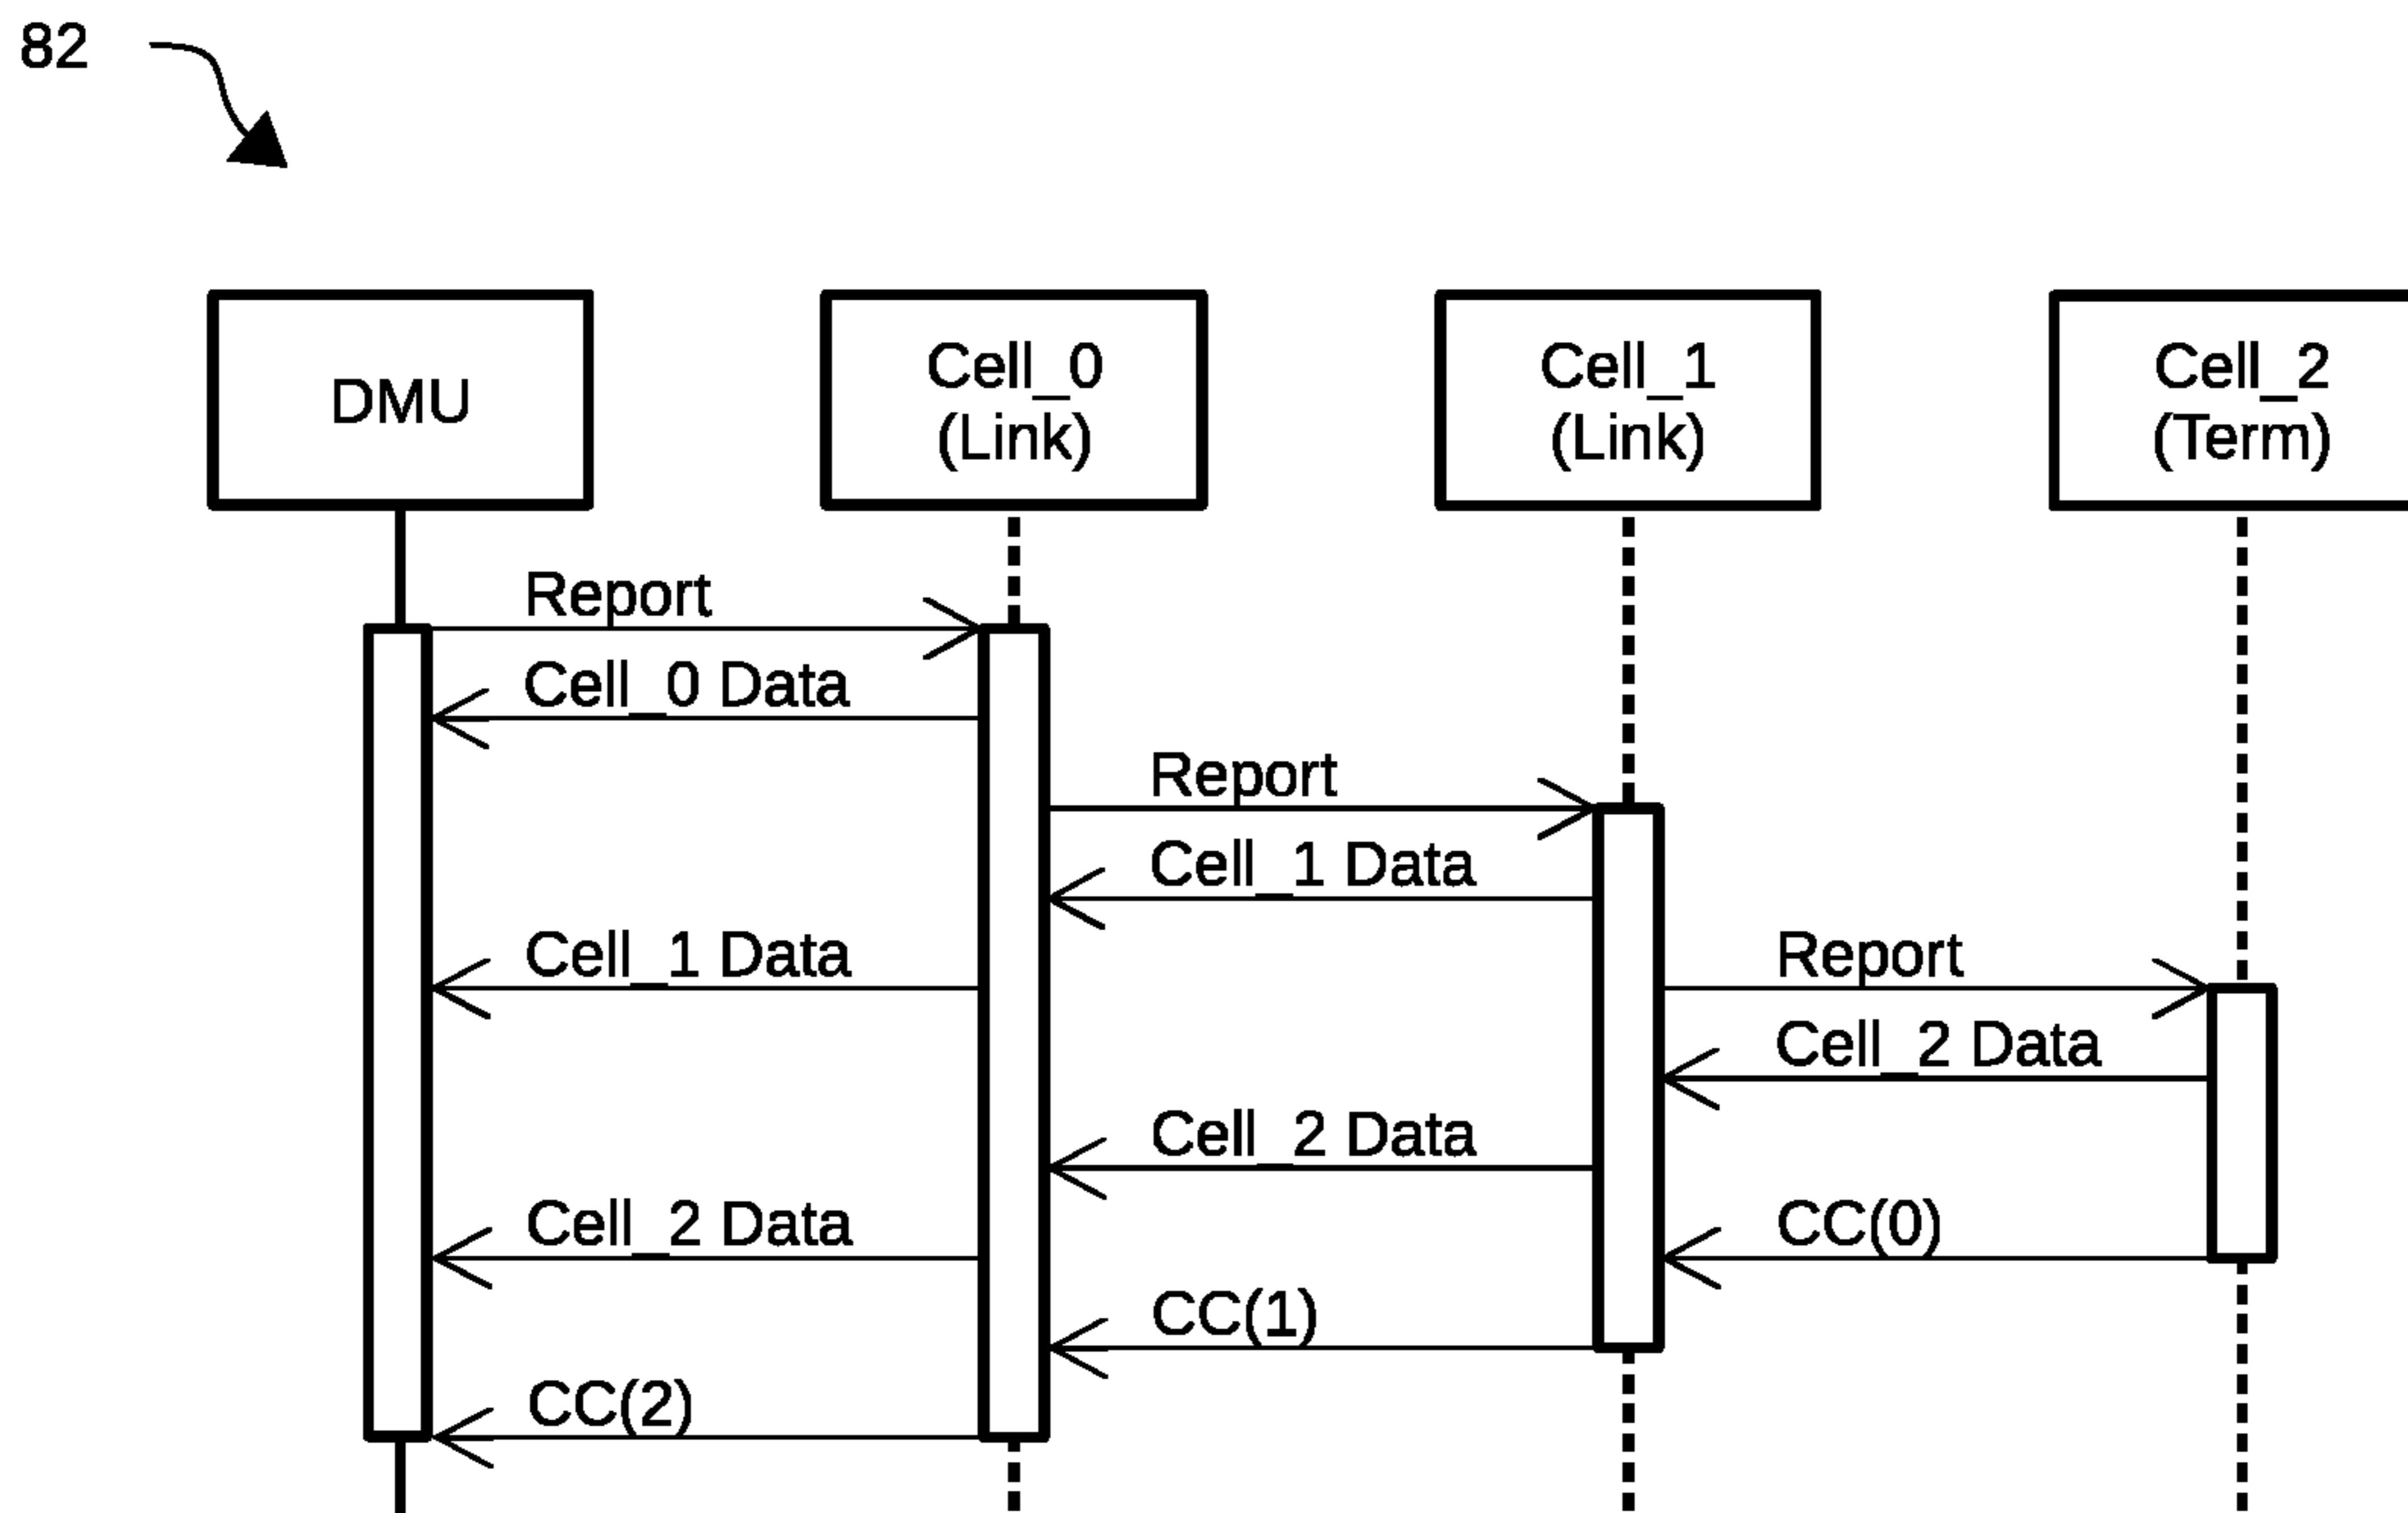 82
DMU
Cell_0
(Link)
Cell_1
(Link)
Cell_2
(Term)
Report
Cell_0 Data
Report
Cell_1 Data
Cell_1 Data
Report
Cell_2 Data
Cell_2 Data
Cell_2 Data
CC(0)
CC(1)
CC(2)